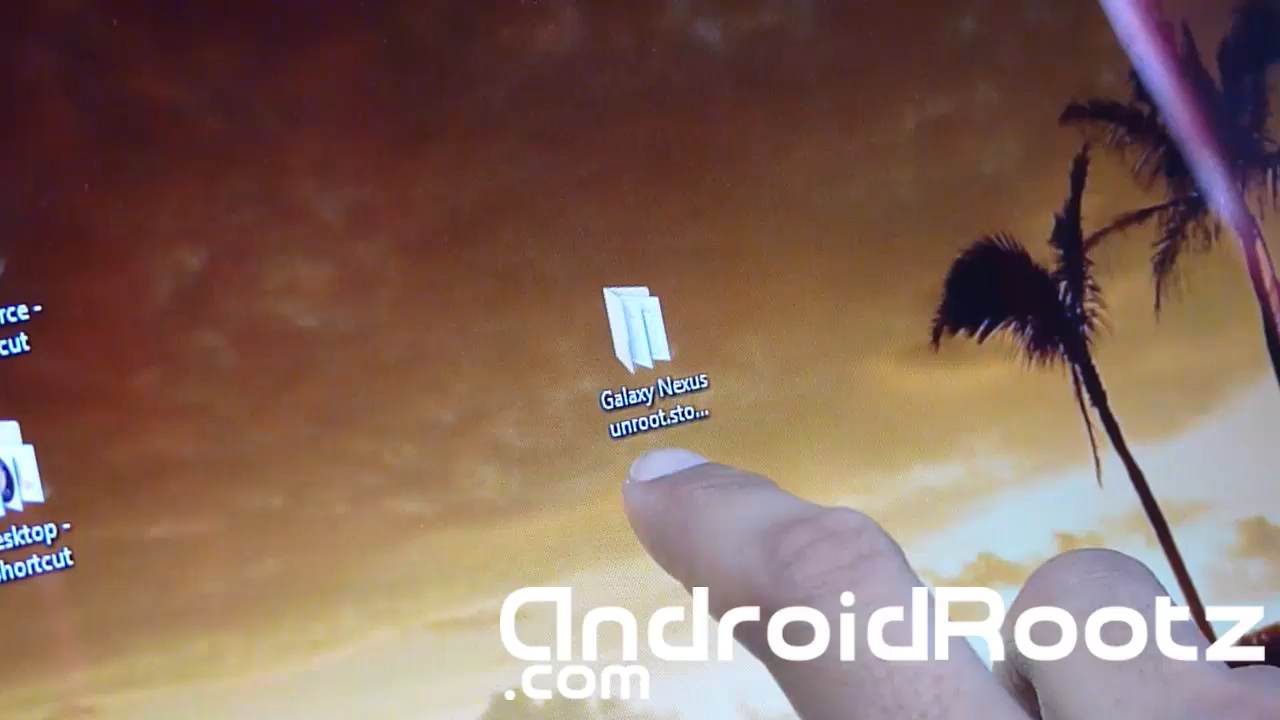 rce -
cut
Galaxy Nexus
unroot.sto...
esktop -
hortcut
AndroidRootz
.com